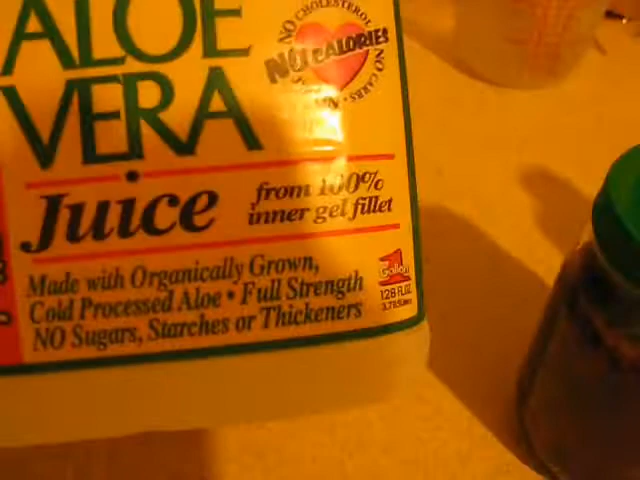 ALOE
VERA
NO CHOLESTEROL
NO CALORIES
NO CARBS
Juice
from 100%
inner gel fillet
Made with Organically Grown,
Cold Processed Aloe • Full Strength
NO Sugars, Starches or Thickeners
1
Gallon
128 FL.OZ